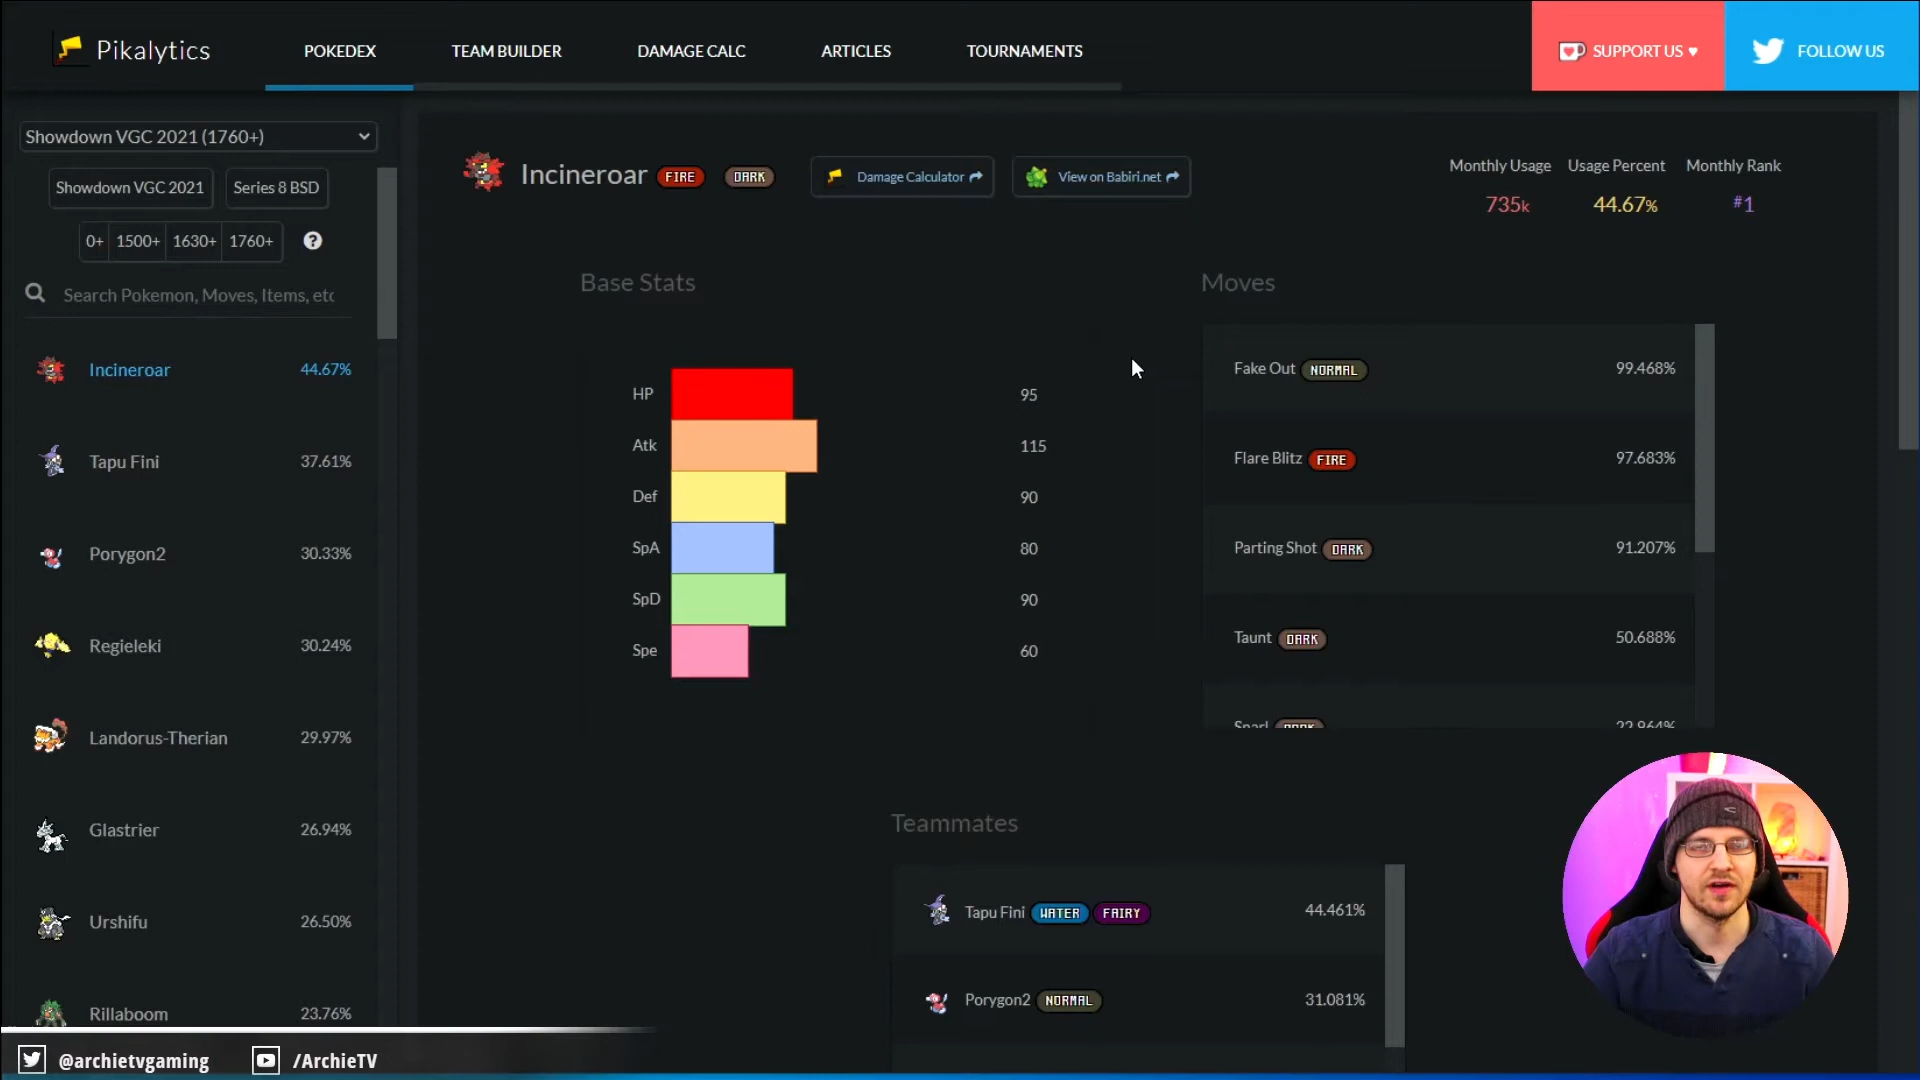 Pikalytics
POKEDEX
TEAM BUILDER
DAMAGE CALC
ARTICLES
TOURNAMENTS
SUPPORT US ♥
FOLLOW US
Showdown VGC 2021 (1760+)
Showdown VGC 2021
Series 8 BSD
0+ 1500+ 1630+ 1760+ ?
Search Pokemon, Moves, Items, etc
Incineroar 44.67%
Tapu Fini 37.61%
Porygon2 30.33%
Regieleki 30.24%
Landorus-Therian 29.97%
Glastrier 26.94%
Urshifu 26.50%
Rillaboom 23.76%
Incineroar FIRE DARK
Damage Calculator
View on Babiri.net
Monthly Usage Usage Percent Monthly Rank
735k 44.67% #1
Base Stats
HP 95
Atk 115
Def 90
SpA 80
SpD 90
Spe 60
Moves
Fake Out NORMAL 99.468%
Flare Blitz FIRE 97.683%
Parting Shot DARK 91.207%
Taunt DARK 50.688%
Snarl DARK 22.964%
Teammates
Tapu Fini WATER FAIRY 44.461%
Porygon2 NORMAL 31.081%
@archietvgaming
/ArchieTV